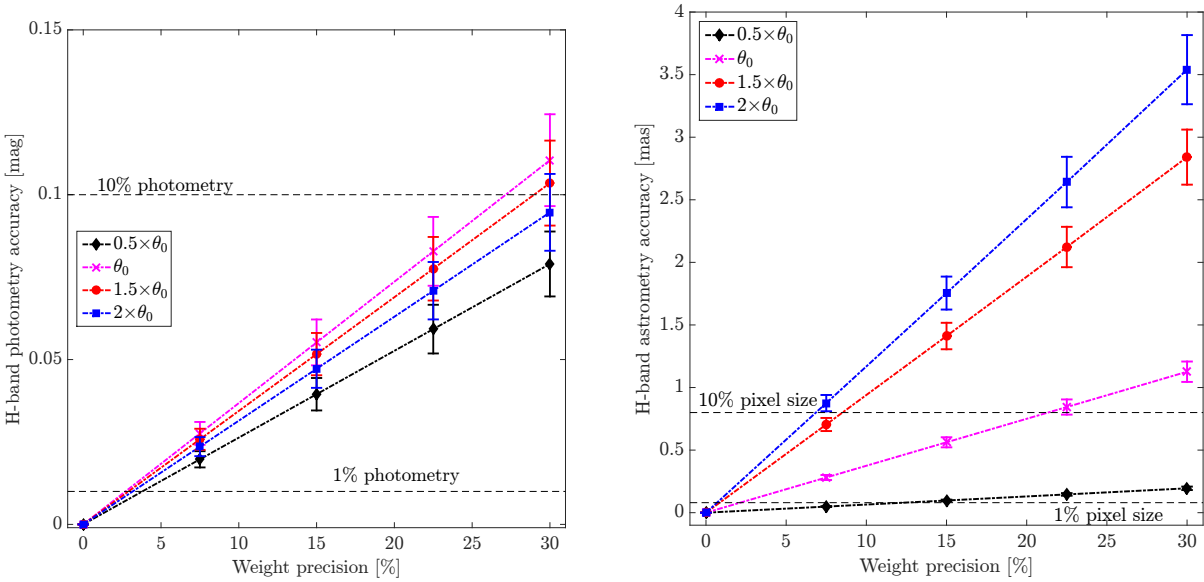 H-band photometry accuracy [mag]
0.15
0.1
0.05
0
10% photometry
1% photometry
0.5×θ₀
θ₀
1.5×θ₀
2×θ₀
0 5 10 15 20 25 30
Weight precision [%]
H-band astrometry accuracy [mas]
4
3.5
3
2.5
2
1.5
1
0.5
0
0.5×θ₀
θ₀
1.5×θ₀
2×θ₀
10% pixel size
1% pixel size
0 5 10 15 20 25 30
Weight precision [%]